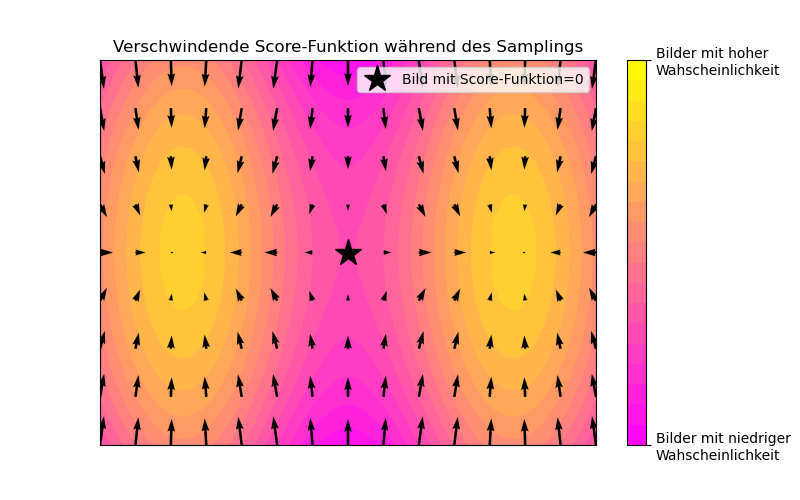 Verschwindende Score-Funktion während des Samplings
Bild mit Score-Funktion=0
Bilder mit hoher
Wahscheinlichkeit
Bilder mit niedriger
Wahscheinlichkeit